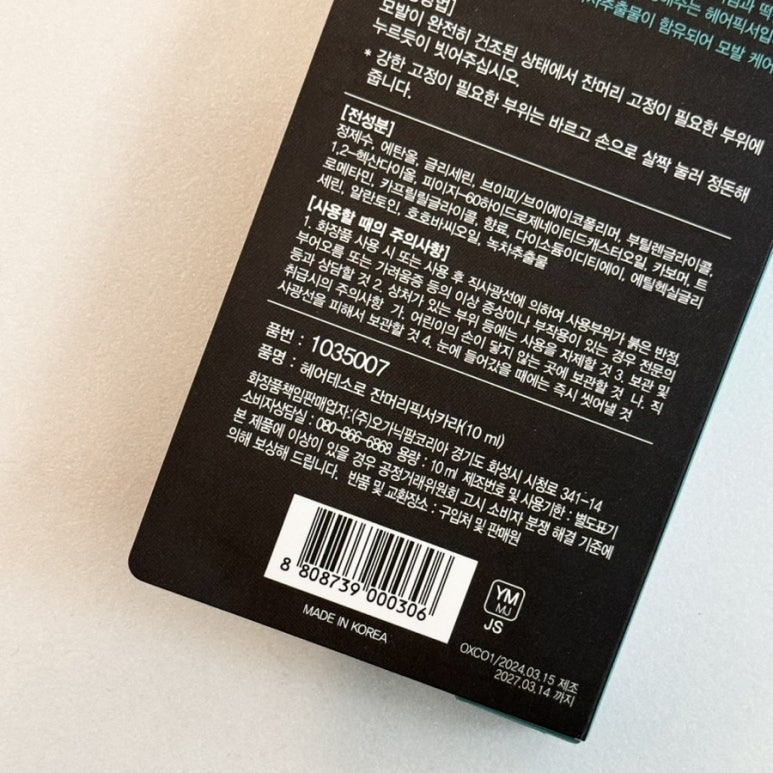 모발이 완전히 건조된 상태에서 잔머리 고정이 필요한 부위에
누르듯이 빗어주십시오.
* 강한 고정이 필요한 부위는 바르고 손으로 살짝 눌러 정돈해
줍니다.
[전성분]
정제수, 에탄올, 글리세린, 브이피/브이에이코폴리머, 부틸렌글라이콜,
1,2-헥산다이올, 피이지-60하이드로제네이티드캐스터오일, 카보머, 트
로메타민, 카프릴릴글라이콜, 향료, 다이소듐이디티에이, 에틸헥실글리
세린, 알란토인, 호호바씨오일, 녹차추출물
[사용할 때의 주의사항]
1. 화장품 사용 시 또는 사용 후 직사광선에 의하여 사용부위가 붉은 반점,
부어오름 또는 가려움증 등의 이상 증상이나 부작용이 있는 경우 전문의
등과 상담할 것 2. 상처가 있는 부위 등에는 사용을 자제할 것 3. 보관 및
취급시의 주의사항 가. 어린이의 손이 닿지 않는 곳에 보관할 것 나. 직
사광선을 피해서 보관할 것 4. 눈에 들어갔을 때에는 즉시 씻어낼 것
품번 : 1035007
품명 : 헤어테소로 잔머리픽서카라(10 ml)
화장품책임판매업자:(주)오가닉팜코리아 경기도 화성시 시청로 341-14
소비자상담실 : 080-866-6868 용량 : 10 ml 제조번호 및 사용기한 : 별도표기
본 제품에 이상이 있을 경우 공정거래위원회 고시 소비자 분쟁 해결 기준에
의해 보상해 드립니다. 반품 및 교환장소 : 구입처 및 판매원
8 808739 000306
MADE IN KOREA
YM
MJ
JS
OXCO1/2024.03.15 제조
2027.03.14 까지